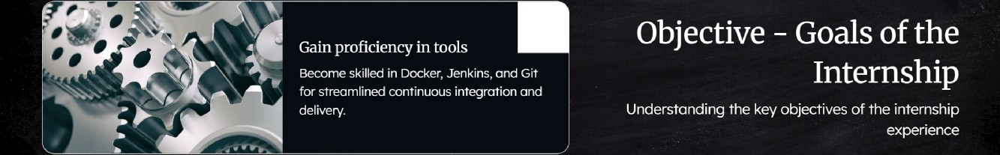 Gain proficiency in tools
Become skilled in Docker, Jenkins, and Git
for streamlined continuous integration and
delivery.
Objective - Goals of the
Internship
Understanding the key objectives of the internship
experience